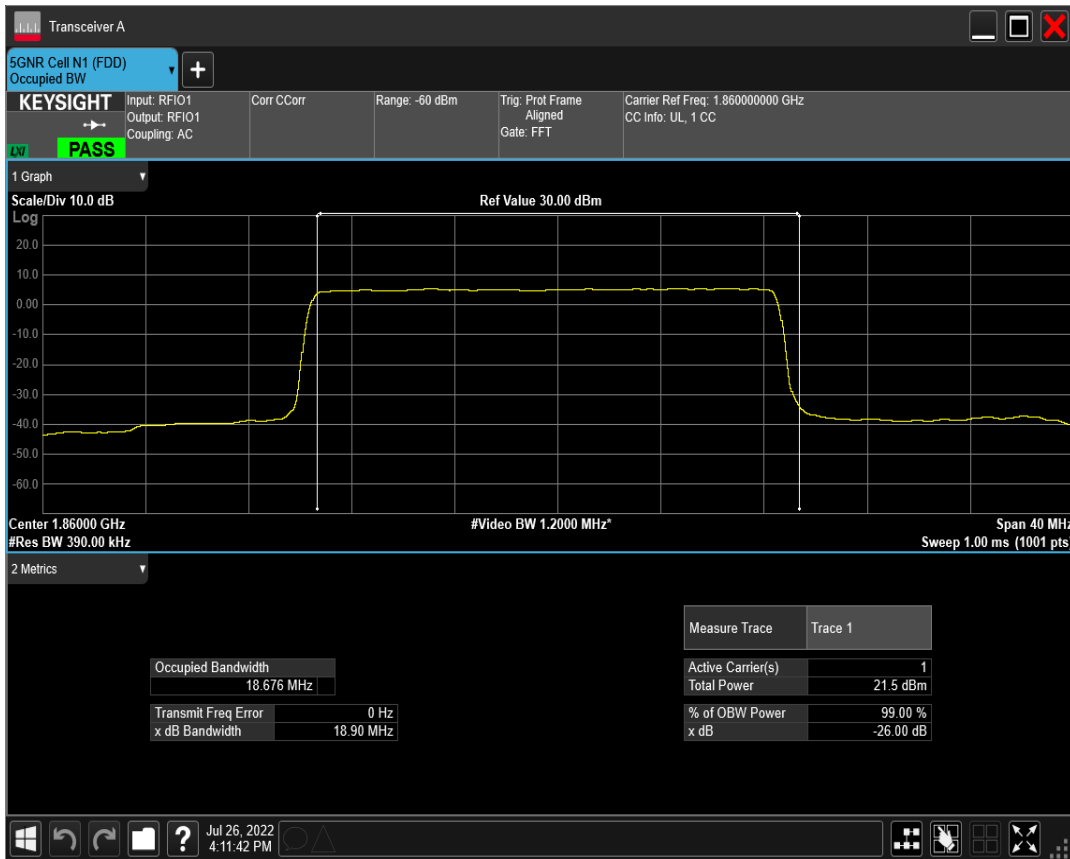 Transceiver A
5GNR Cell N1 (FDD)
Occupied BW
+
KEYSIGHT
LXI
PASS
Input: RFIO1
Output: RFIO1
Coupling: AC
Corr CCorr
Range: -60 dBm
Trig: Prot Frame
Aligned
Gate: FFT
Carrier Ref Freq: 1.860000000 GHz
CC Info: UL, 1 CC
1 Graph
Scale/Div 10.0 dB
Ref Value 30.00 dBm
Log
20.0
10.0
0.00
-10.0
-20.0
-30.0
-40.0
-50.0
-60.0
Center 1.86000 GHz
#Video BW 1.2000 MHz*
Span 40 MHz
#Res BW 390.00 kHz
Sweep 1.00 ms (1001 pts)
2 Metrics
Measure Trace Trace 1
Occupied Bandwidth
18.676 MHz
Active Carrier(s) 1
Total Power 21.5 dBm
Transmit Freq Error 0 Hz
x dB Bandwidth 18.90 MHz
% of OBW Power 99.00 %
x dB -26.00 dB
?
Jul 26, 2022
4:11:42 PM